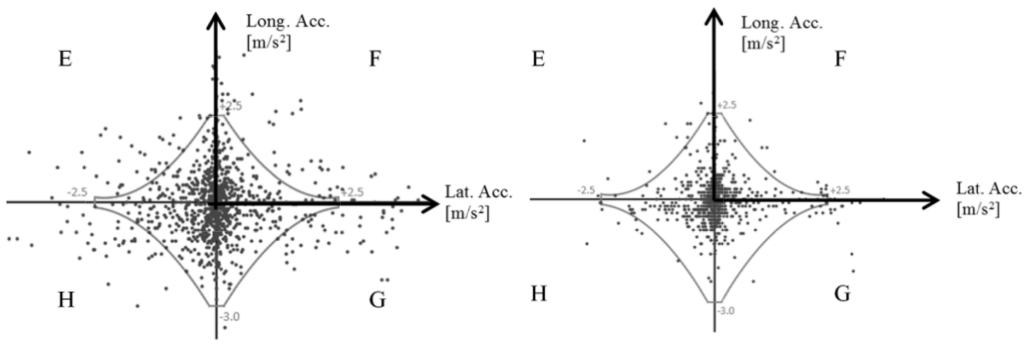 Long. Acc.
[m/s²]
E
F
+2.5
-2.5
+2.5
Lat. Acc.
[m/s²]
H
G
-3.0
Long. Acc.
[m/s²]
E
F
+2.5
-2.5
+2.5
Lat. Acc.
[m/s²]
H
G
-3.0